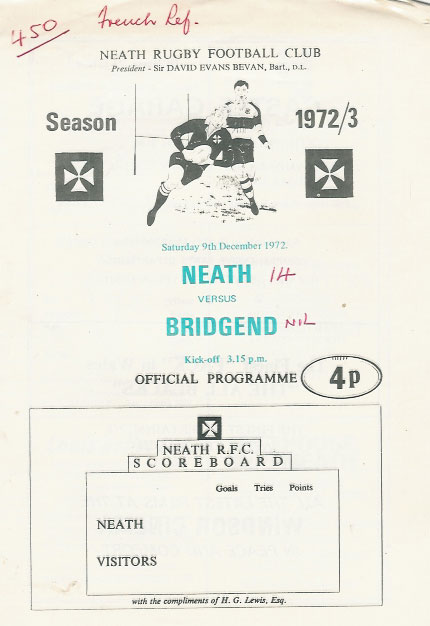 450 French Ref.
NEATH RUGBY FOOTBALL CLUB
President - Sir DAVID EVANS BEVAN, Bart., D.L.
Season 1972/3
Saturday 9th December 1972.
NEATH 14
VERSUS
BRIDGEND NIL
Kick-off 3.15 p.m.
OFFICIAL PROGRAMME 4p
NEATH R.F.C.
SCOREBOARD
Goals Tries Points
NEATH
VISITORS
with the compliments of H. G. Lewis, Esq.